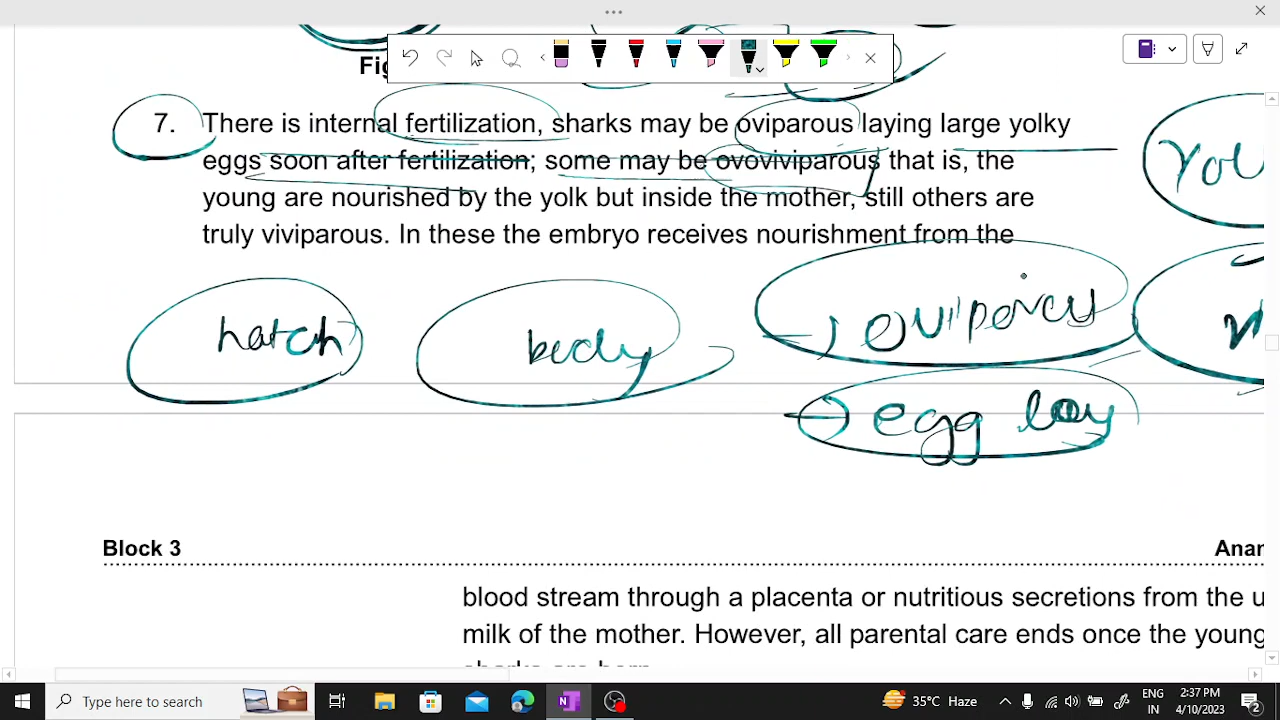 Fig
7. There is internal fertilization, sharks may be oviparous laying large yolky
eggs soon after fertilization; some may be ovoviviparous that is, the
young are nourished by the yolk but inside the mother, still others are
truly viviparous. In these the embryo receives nourishment from the
You
hatch
body
egg lay
Block 3
Anan
blood stream through a placenta or nutritious secretions from the u
milk of the mother. However, all parental care ends once the young
Type here to search
35°C Haze
ENG
IN
2:37 PM
4/10/2023
2